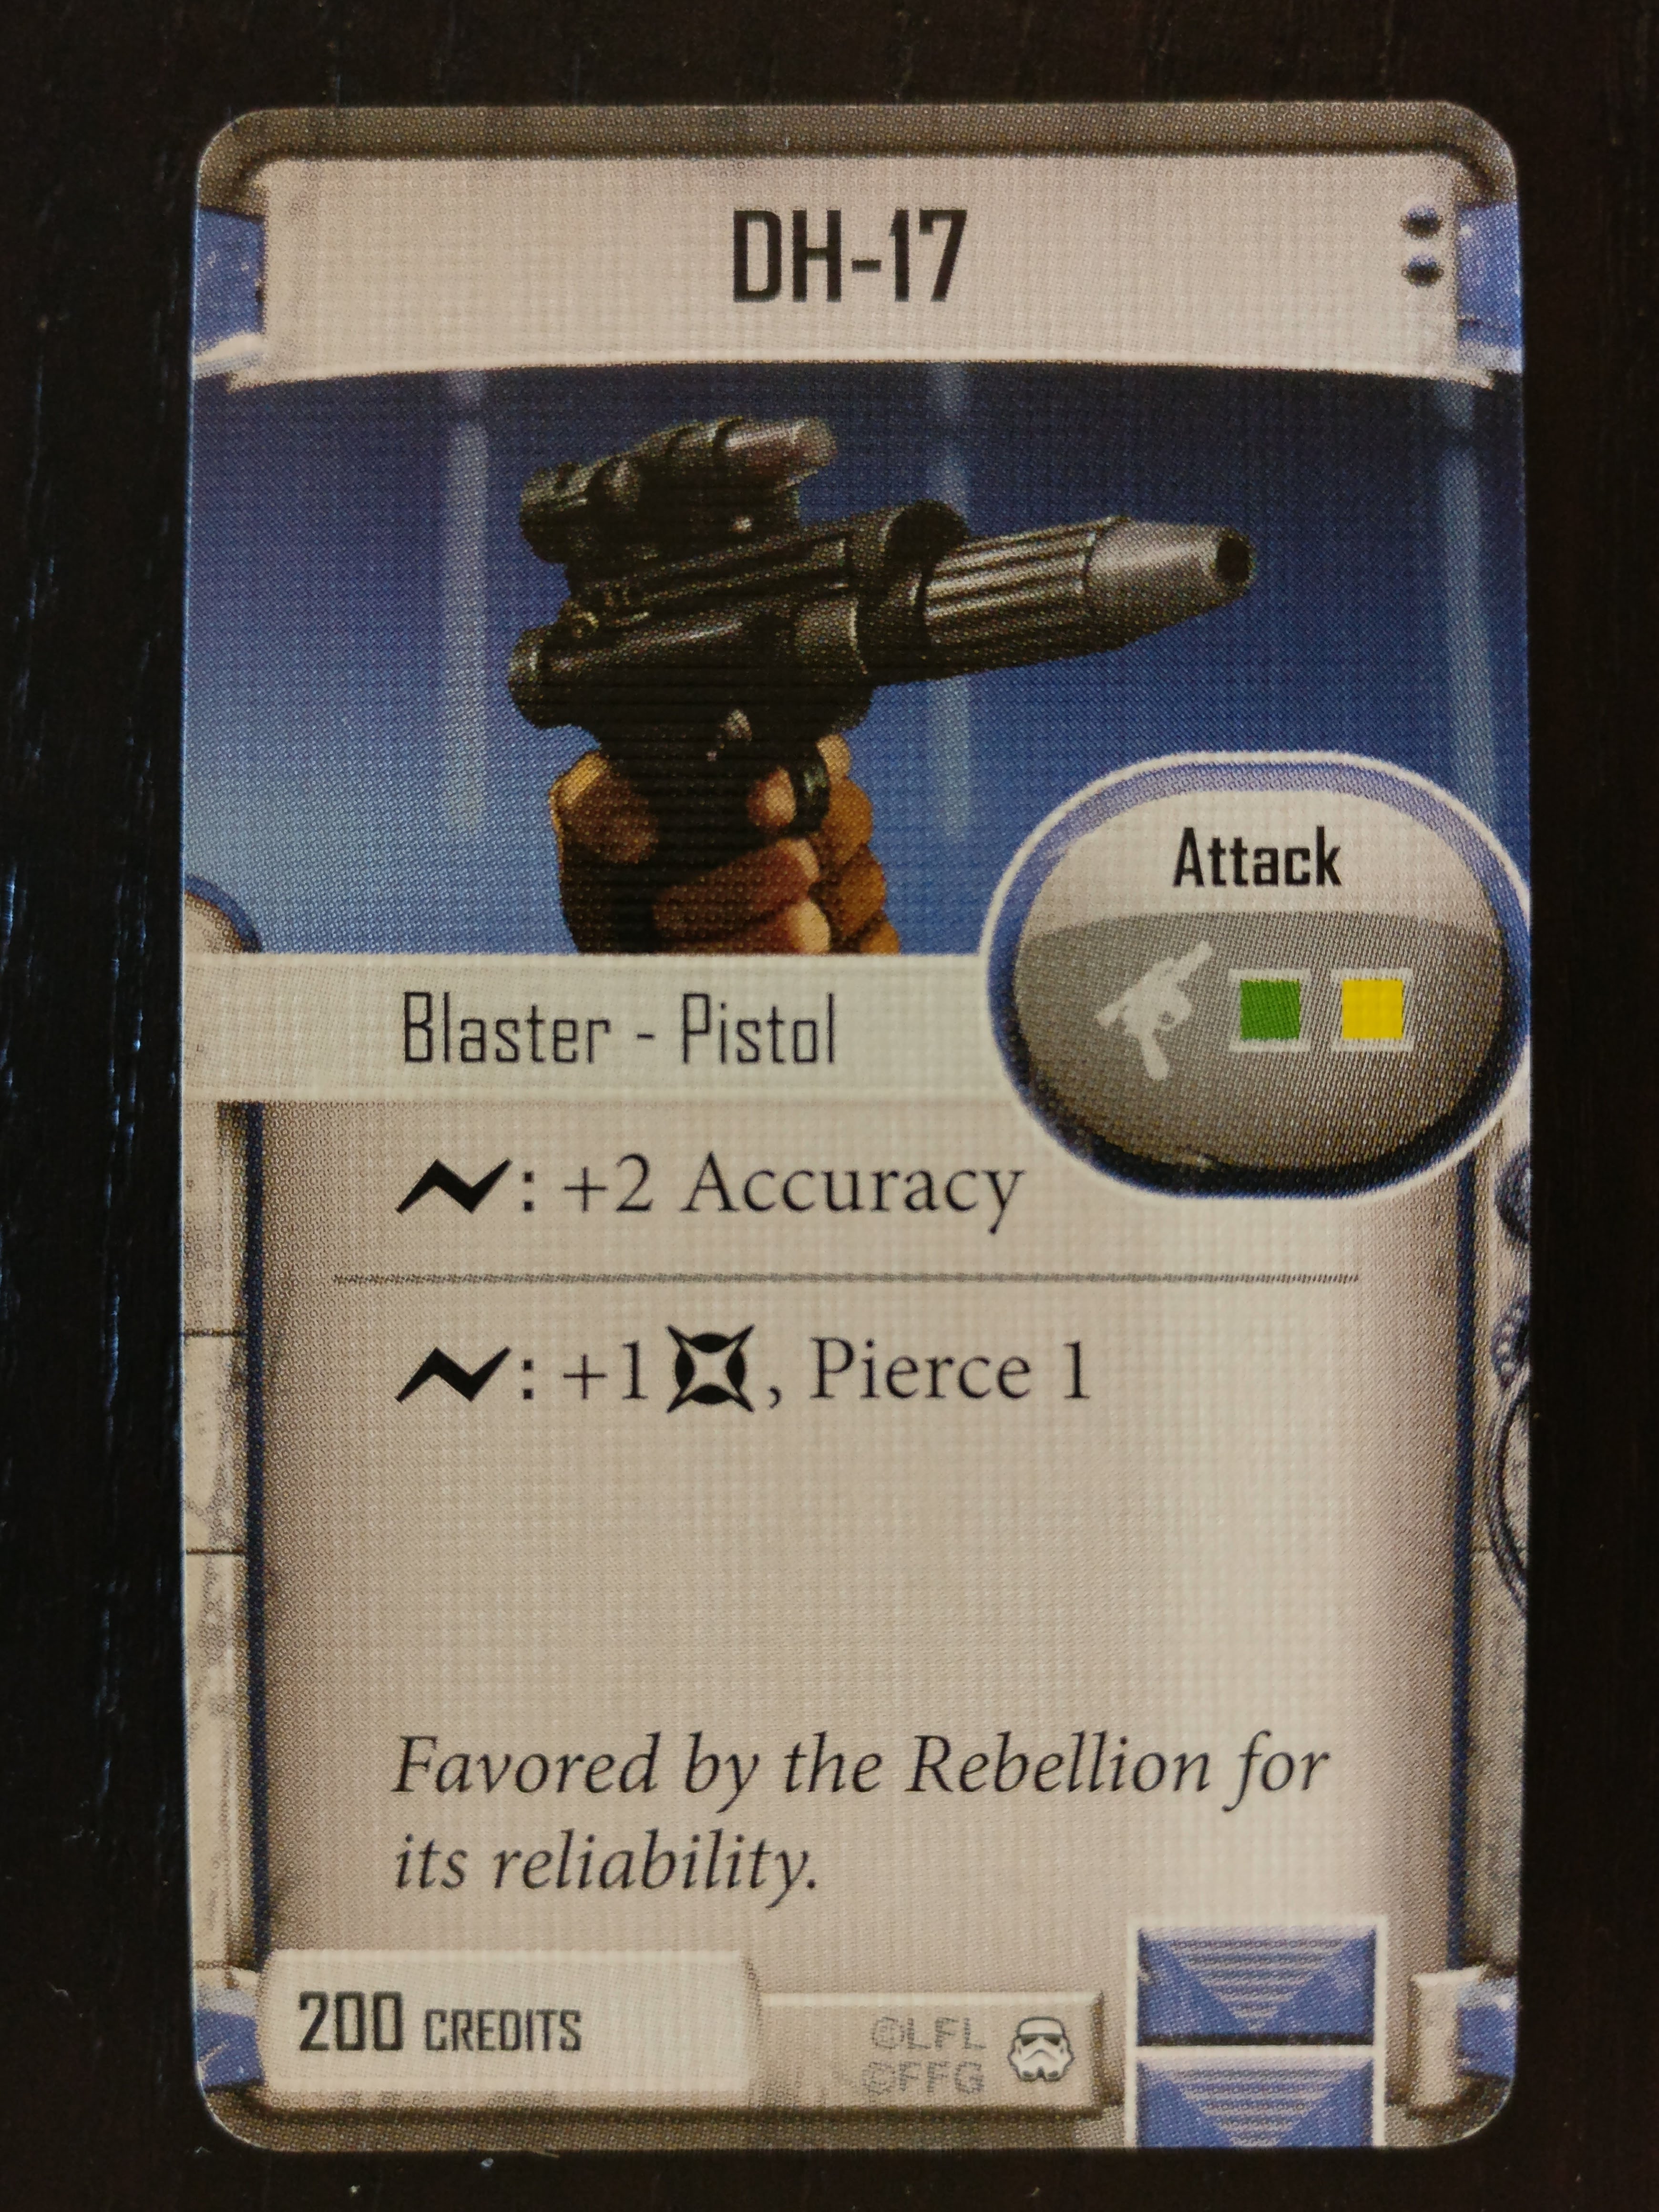 DH-17
Attack
Blaster - Pistol
: +2 Accuracy
: +1, Pierce 1
Favored by the Rebellion for
its reliability.
200 CREDITS
©LFL
©FFG